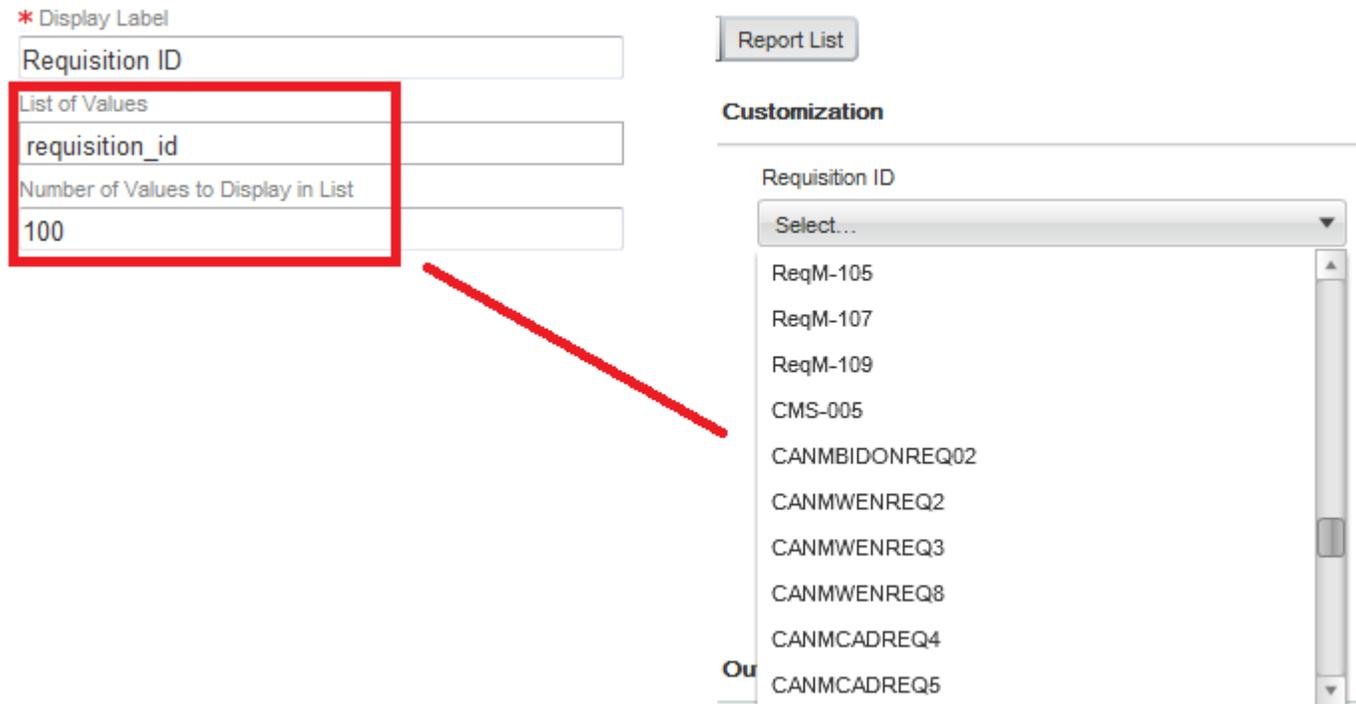 * Display Label
Requisition ID
List of Values
requisition_id
Number of Values to Display in List
100
Report List
Customization
Requisition ID
Select...
ReqM-105
ReqM-107
ReqM-109
CMS-005
CANMBIDONREQ02
CANMWENREQ2
CANMWENREQ3
CANMWENREQ8
CANMCADREQ4
CANMCADREQ5